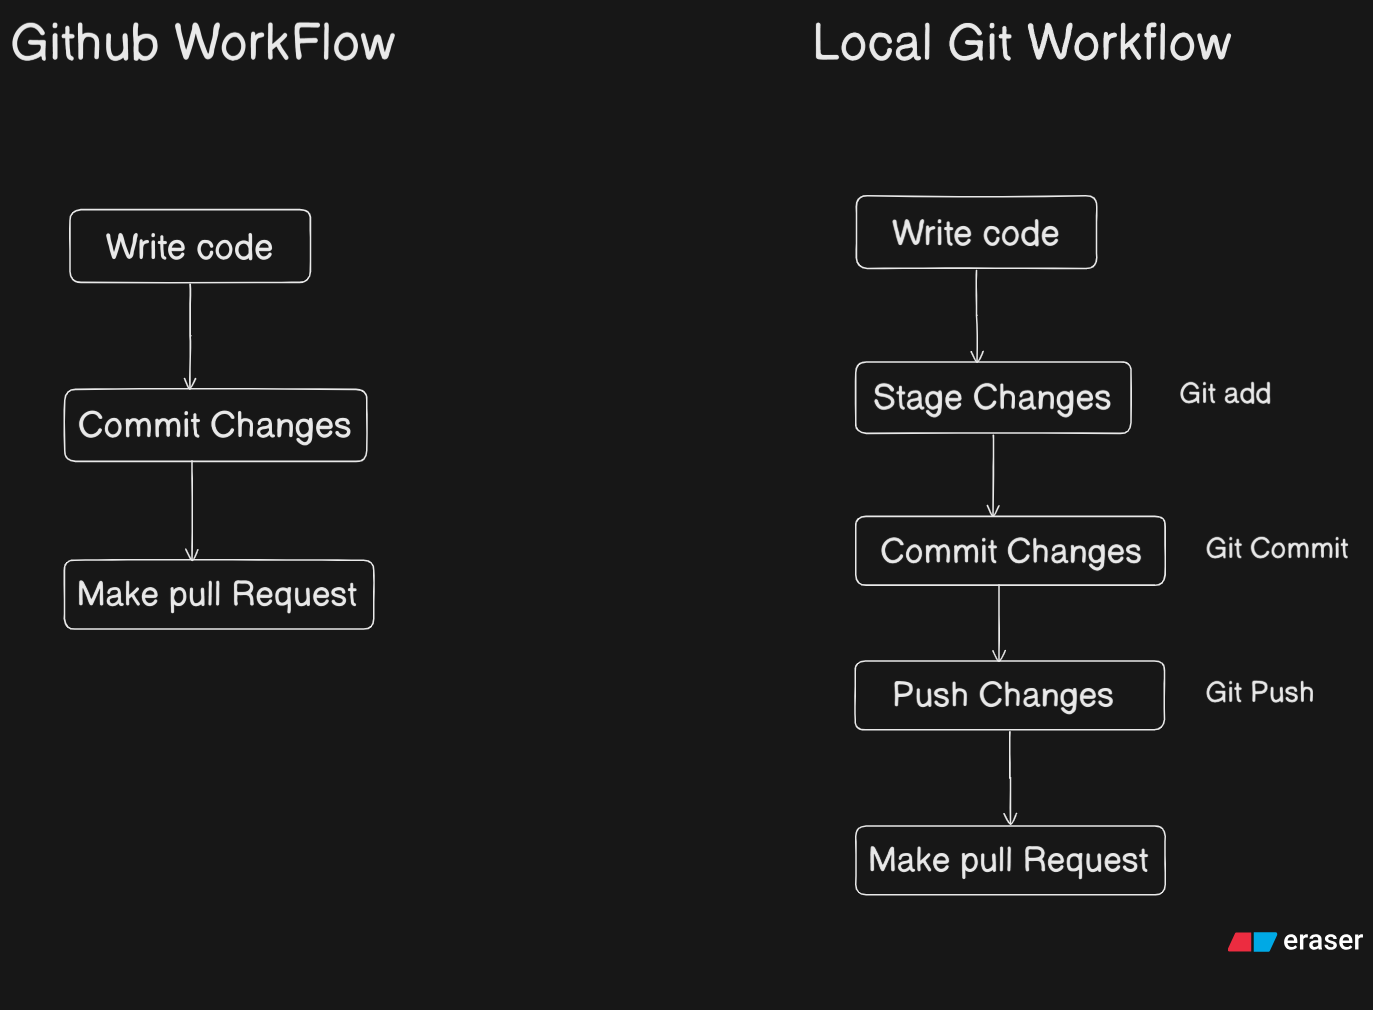 Github WorkFlow
Write code
Commit Changes
Make pull Request
Local Git Workflow
Write code
Stage Changes
Git add
Commit Changes
Git Commit
Push Changes
Git Push
Make pull Request
eraser